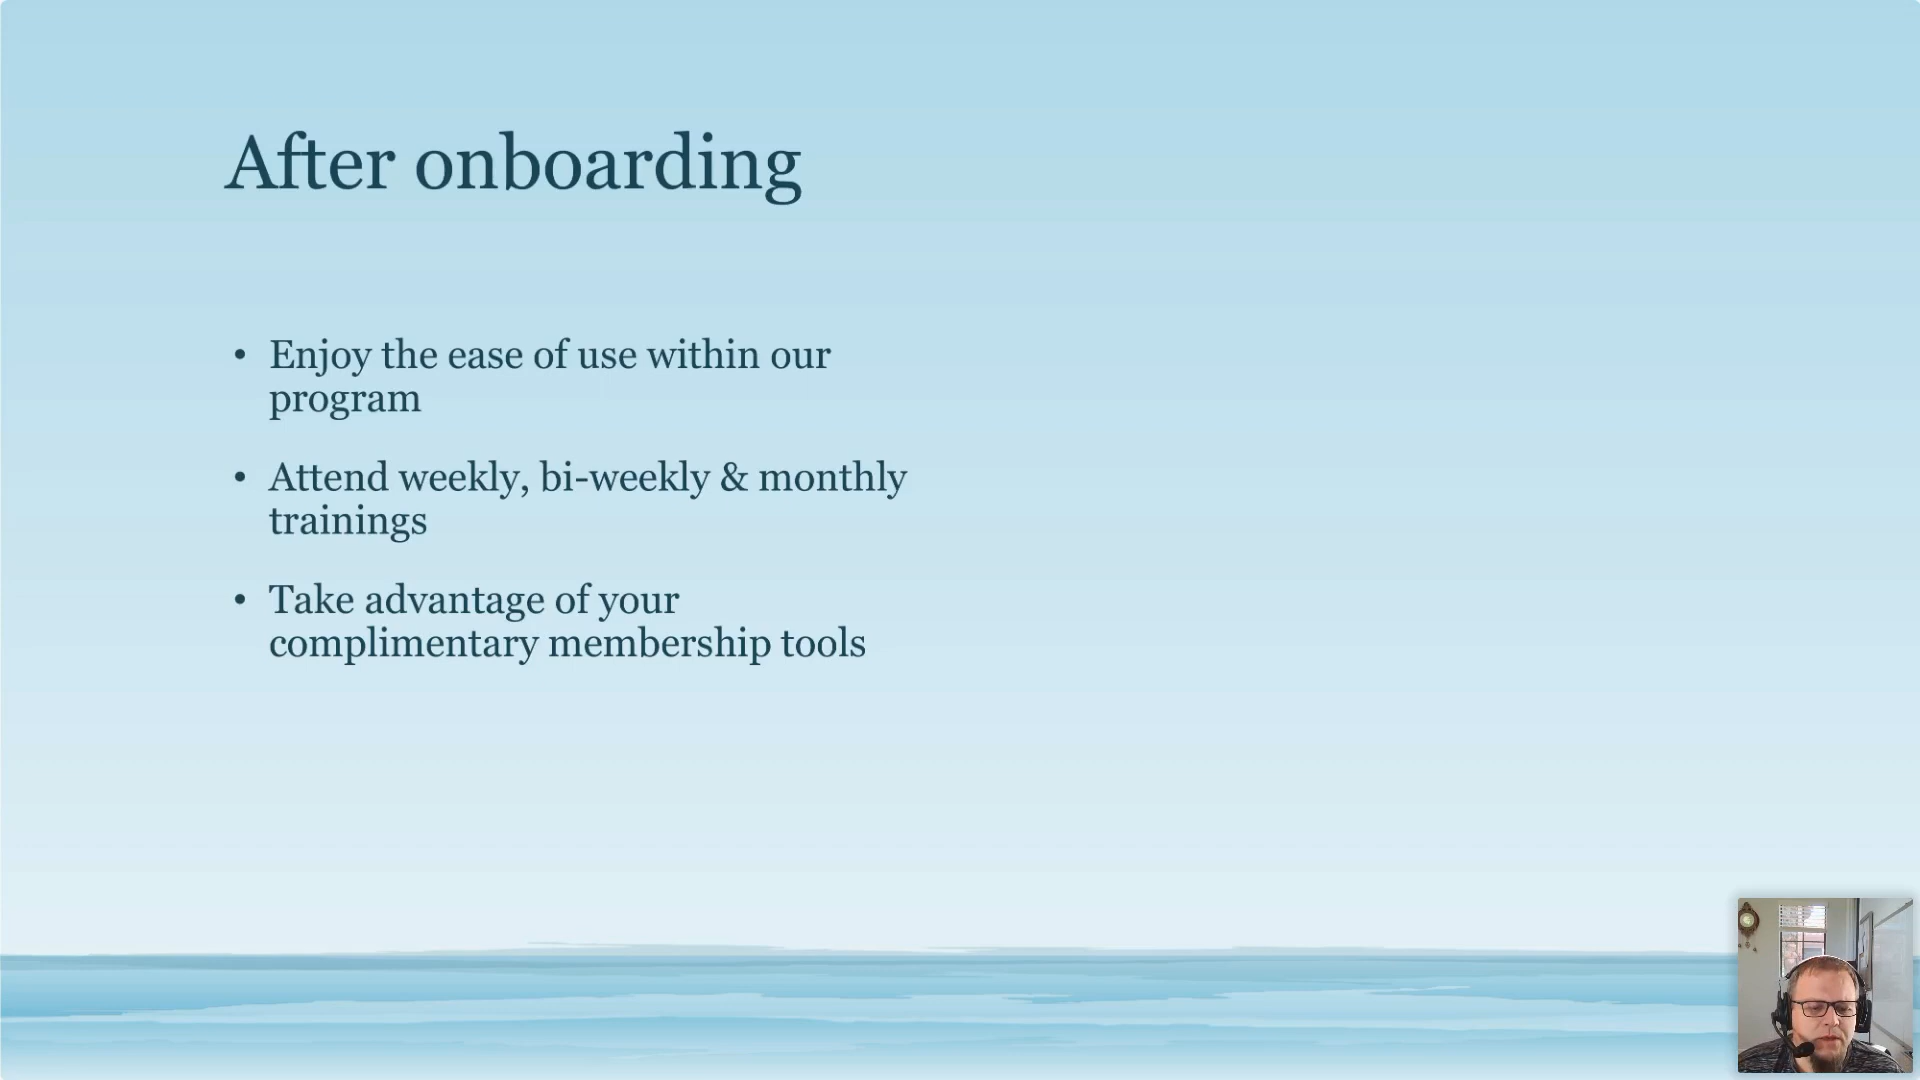 After onboarding
• Enjoy the ease of use within our
program
• Attend weekly, bi-weekly & monthly
trainings
• Take advantage of your
complimentary membership tools